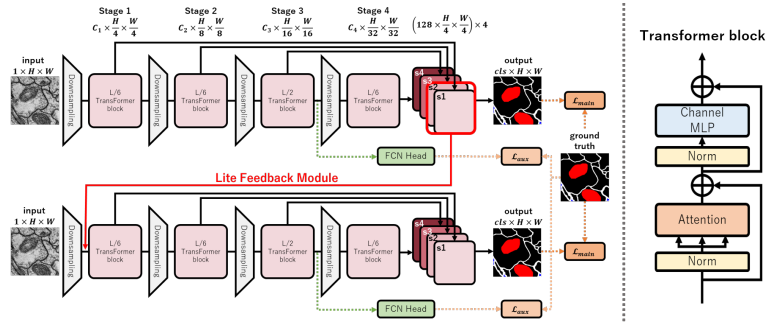 Stage 1
Stage 2
Stage 3
Stage 4
C₁ × H/4 × W/4
C₂ × H/8 × W/8
C₃ × H/16 × W/16
C₄ × H/32 × W/32
(128 × H/4 × W/4) × 4
input
1 × H × W
Downsampling
L/6
TransFormer
block
Downsampling
L/6
TransFormer
block
Downsampling
L/2
TransFormer
block
Downsampling
L/6
TransFormer
block
s4
s3
s2
s1
output
cls × H × W
ℒmain
FCN Head
ℒaux
ground
truth
Lite Feedback Module
input
1 × H × W
Downsampling
L/6
TransFormer
block
Downsampling
L/6
TransFormer
block
Downsampling
L/2
TransFormer
block
Downsampling
L/6
TransFormer
block
s4
s3
s2
s1
output
cls × H × W
ℒmain
FCN Head
ℒaux
Transformer block
Channel
MLP
Norm
Attention
Norm